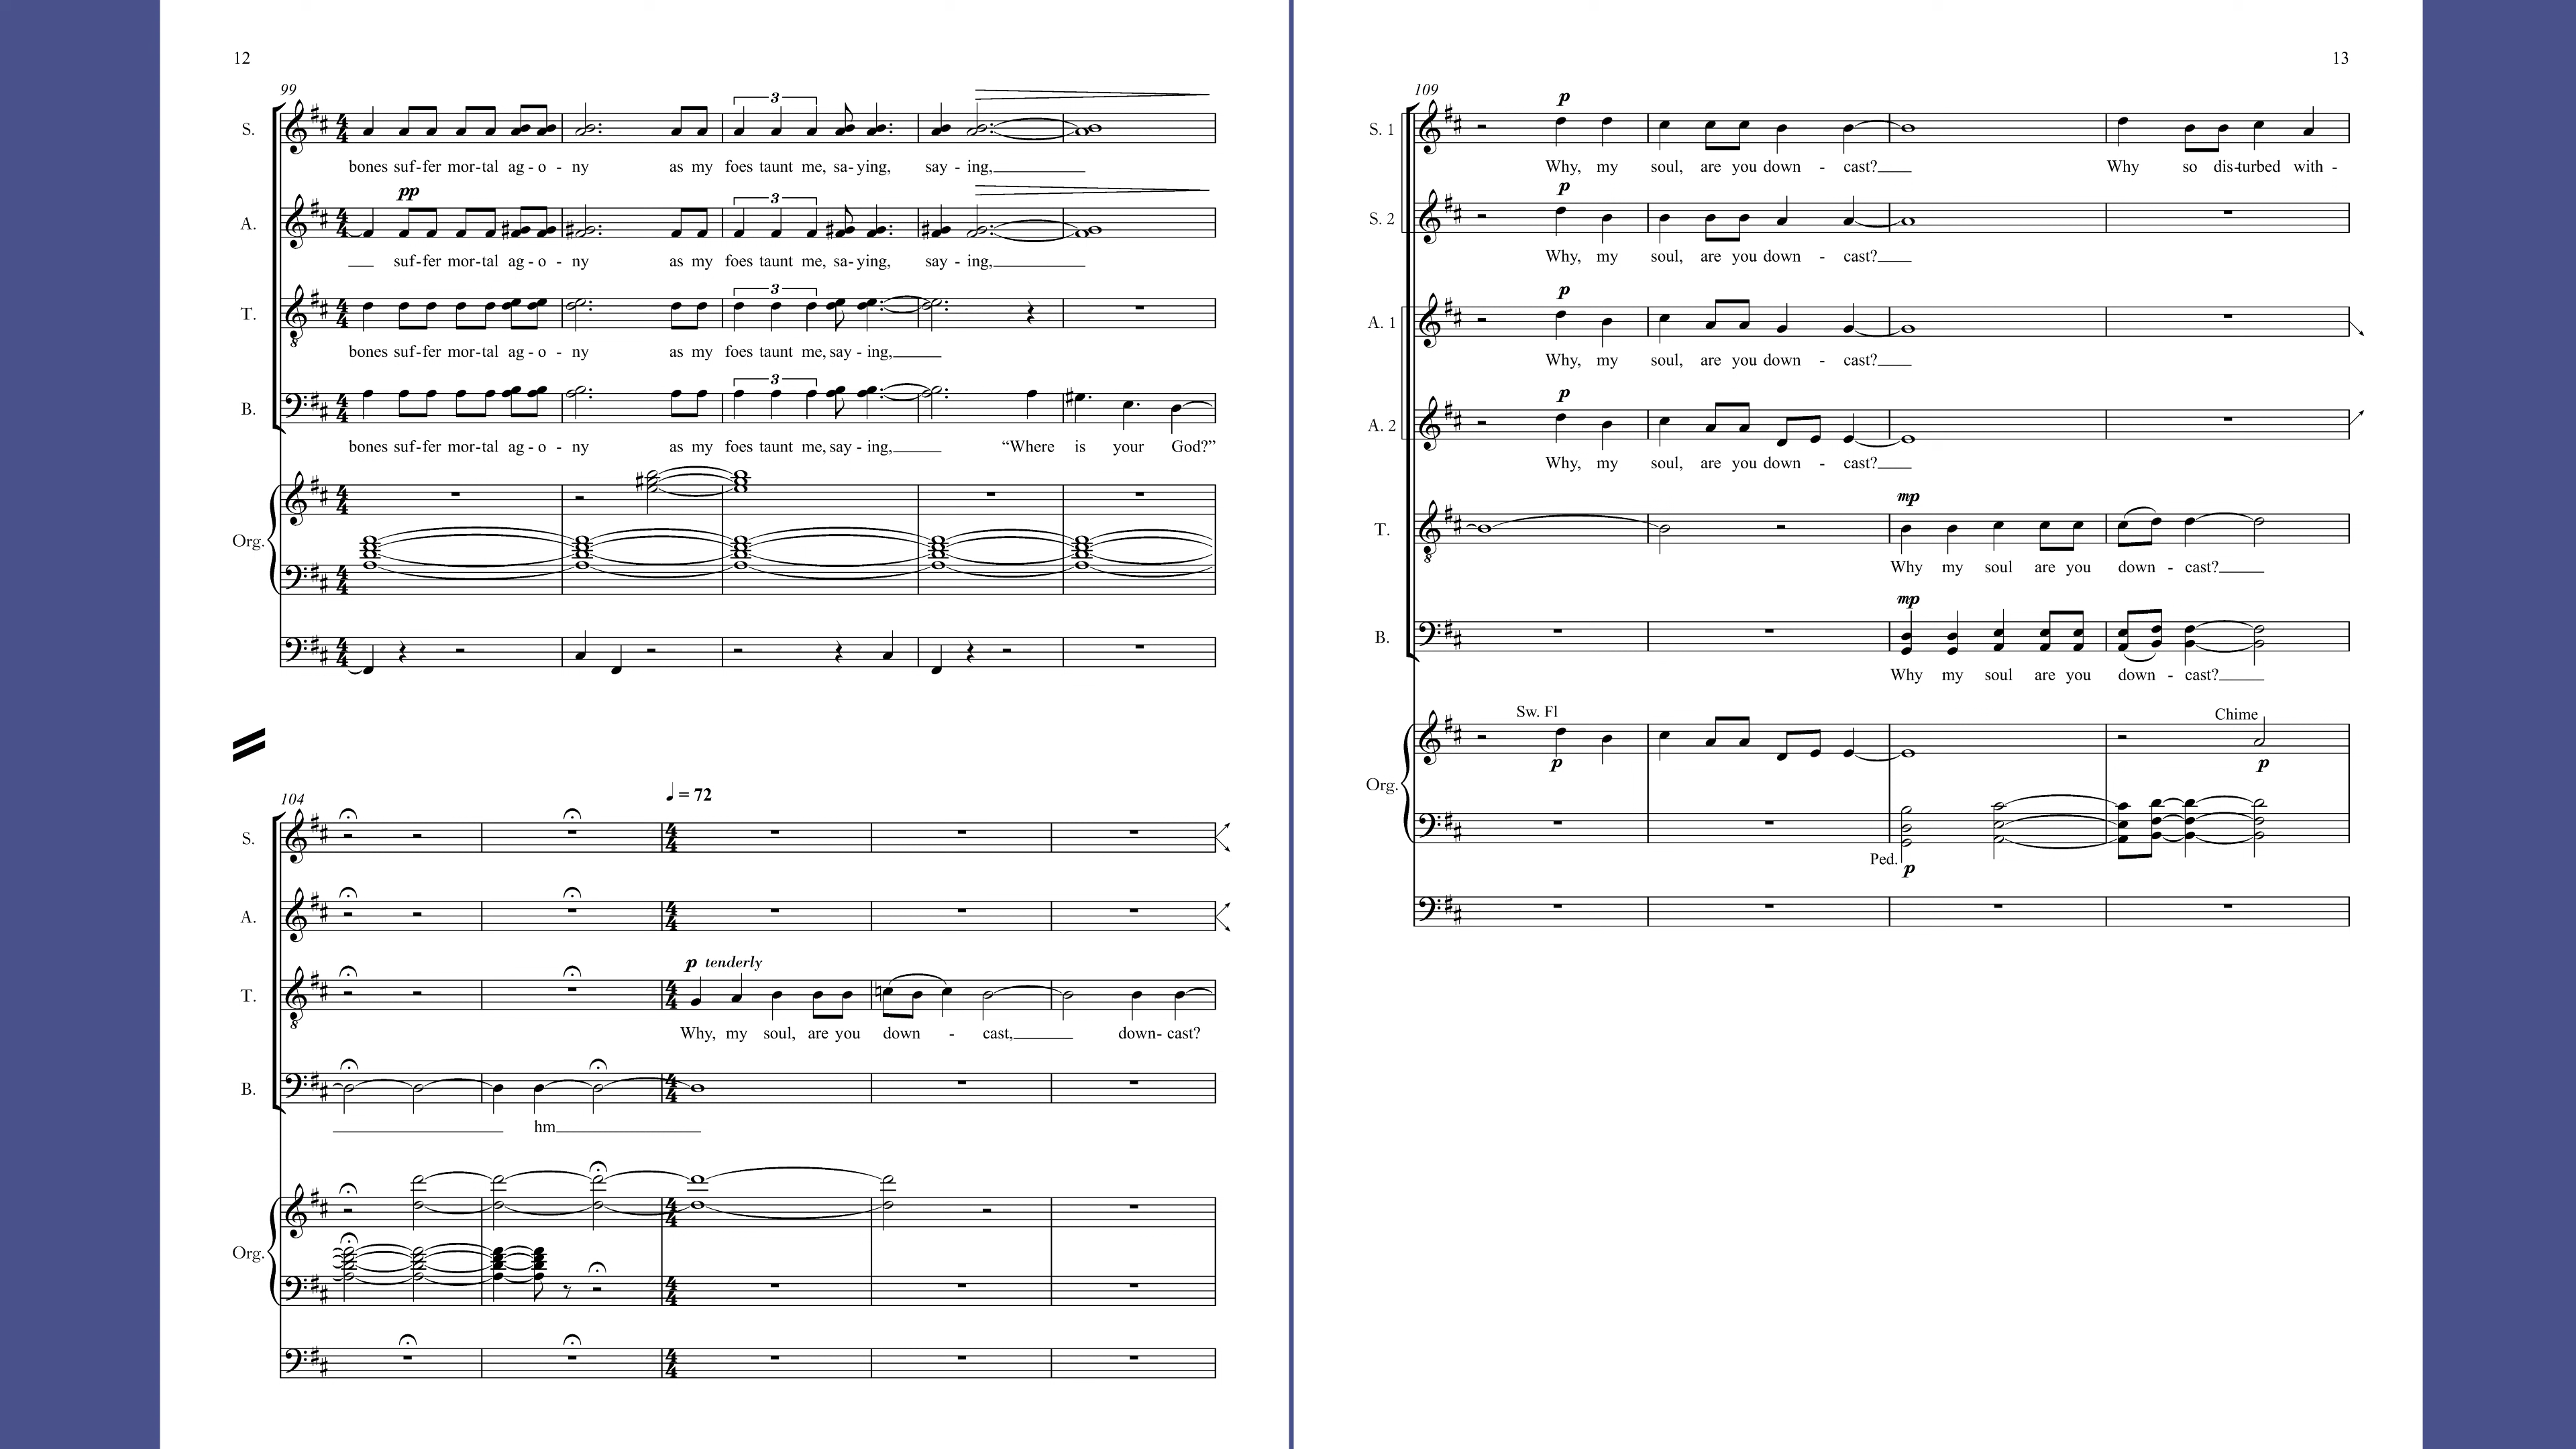 12
99
S.
3
bones suf-fer mor-tal ag - o - ny as my foes taunt me, sa- ying, say - ing,
pp
A.
3
suf-fer mor-tal ag - o - ny as my foes taunt me, sa- ying, say - ing,
T.
3
bones suf-fer mor-tal ag - o - ny as my foes taunt me, say - ing,
B.
3
bones suf-fer mor-tal ag - o - ny as my foes taunt me, say - ing, “Where is your God?”
Org.
104
♩ = 72
S.
A.
p tenderly
T.
Why, my soul, are you down - cast, down- cast?
B.
hm
Org.
13
109
p
S. 1
Why, my soul, are you down - cast? Why so dis-turbed with -
p
S. 2
Why, my soul, are you down - cast?
p
A. 1
Why, my soul, are you down - cast?
p
A. 2
Why, my soul, are you down - cast?
mp
T.
Why my soul are you down - cast?
mp
B.
Why my soul are you down - cast?
Sw. Fl
Chime
p
p
Org.
Ped.
p